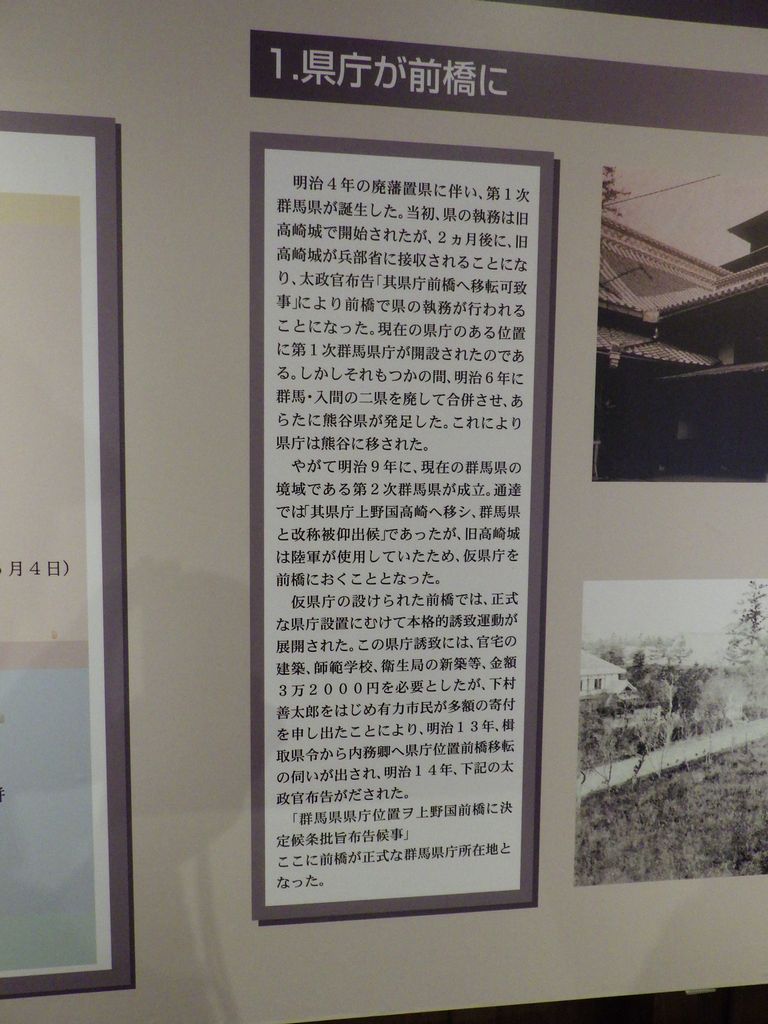 1.県庁が前橋に
明治４年の廃藩置県に伴い、第１次
群馬県が誕生した。当初、県の執務は旧
高崎城で開始されたが、２ヵ月後に、旧
高崎城が兵部省に接収されることにな
り、太政官布告「其県庁前橋へ移転可致
事」により前橋で県の執務が行われる
ことになった。現在の県庁のある位置
に第１次群馬県庁が開設されたのであ
る。しかしそれもつかの間、明治６年に
群馬・入間の二県を廃して合併させ、あ
らたに熊谷県が発足した。これにより
県庁は熊谷に移された。
やがて明治９年に、現在の群馬県の
境域である第２次群馬県が成立。通達
では「其県庁上野国高崎へ移シ、群馬県
と改称被仰出候」であったが、旧高崎城
は陸軍が使用していたため、仮県庁を
前橋におくこととなった。
仮県庁の設けられた前橋では、正式
な県庁設置にむけて本格的誘致運動が
展開された。この県庁誘致には、官宅の
建築、師範学校、衛生局の新築等、金額
３万２０００円を必要としたが、下村
善太郎をはじめ有力市民が多額の寄付
を申し出たことにより、明治１３年、楫
取県令から内務卿へ県庁位置前橋移転
の伺いが出され、明治１４年、下記の太
政官布告がだされた。
「群馬県県庁位置ヲ上野国前橋に決
定候条批旨布告候事」
ここに前橋が正式な群馬県庁所在地と
なった。
月４日）